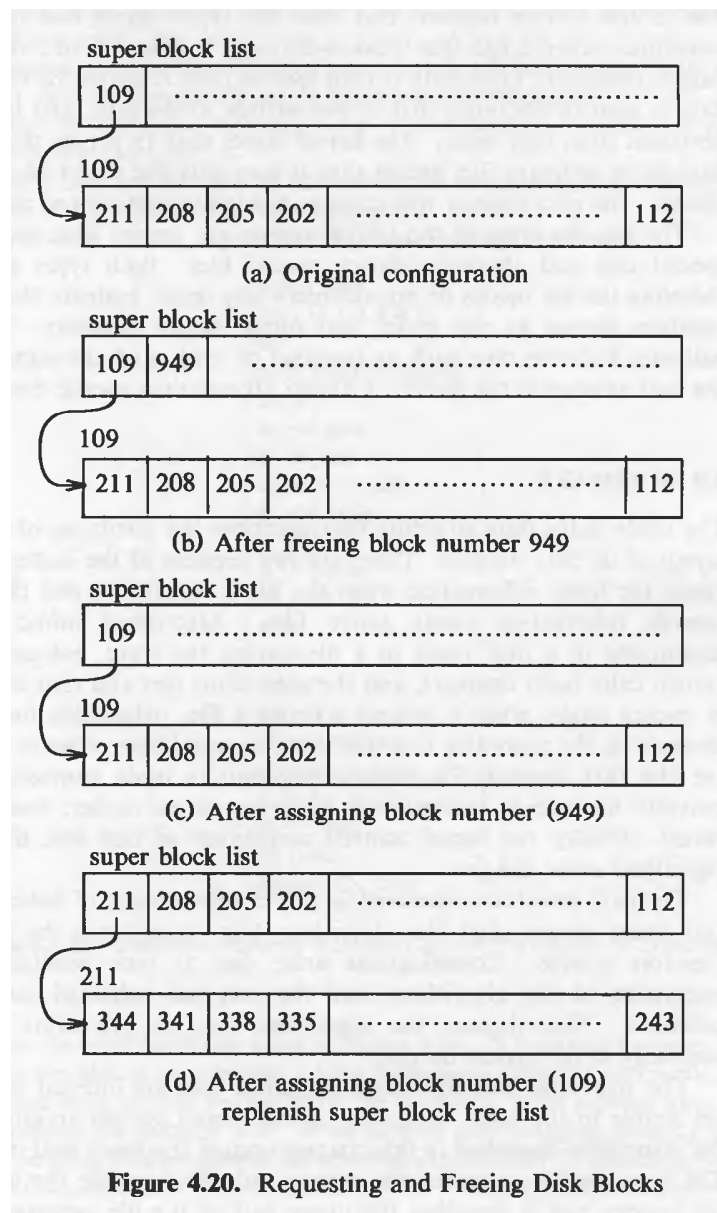 super block list
109 ........................................................
109
211 208 205 202 ........................................ 112
(a) Original configuration
super block list
109 949 ..................................................
109
211 208 205 202 ........................................ 112
(b) After freeing block number 949
super block list
109 ........................................................
109
211 208 205 202 ........................................ 112
(c) After assigning block number (949)
super block list
211 208 205 202 ........................................ 112
211
344 341 338 335 ........................................ 243
(d) After assigning block number (109)
replenish super block free list
Figure 4.20. Requesting and Freeing Disk Blocks